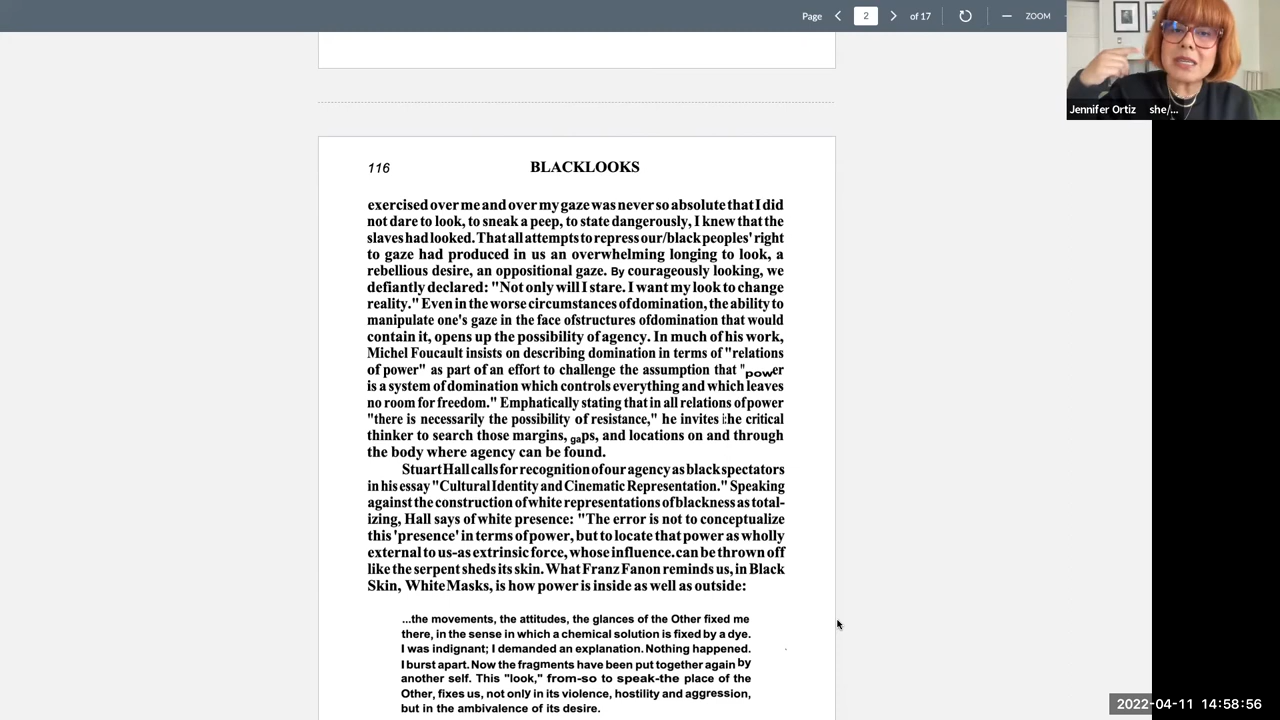 Page 2 of 17 ZOOM
Jennifer Ortiz she/...
116 BLACKLOOKS
exercised over me and over my gaze was never so absolute that I did
not dare to look, to sneak a peep, to state dangerously, I knew that the
slaves had looked. That all attempts to repress our/black peoples' right
to gaze had produced in us an overwhelming longing to look, a
rebellious desire, an oppositional gaze. By courageously looking, we
defiantly declared: "Not only will I stare. I want my look to change
reality." Even in the worse circumstances of domination, the ability to
manipulate one's gaze in the face ofstructures ofdomination that would
contain it, opens up the possibility of agency. In much of his work,
Michel Foucault insists on describing domination in terms of "relations
of power" as part of an effort to challenge the assumption that "power
is a system of domination which controls everything and which leaves
no room for freedom." Emphatically stating that in all relations of power
"there is necessarily the possibility of resistance," he invites the critical
thinker to search those margins, gaps, and locations on and through
the body where agency can be found.
Stuart Hall calls for recognition of our agency as black spectators
in his essay "Cultural Identity and Cinematic Representation." Speaking
against the construction of white representations of blackness as total-
izing, Hall says of white presence: "The error is not to conceptualize
this 'presence' in terms of power, but to locate that power as wholly
external to us-as extrinsic force, whose influence.can be thrown off
like the serpent sheds its skin. What Franz Fanon reminds us, in Black
Skin, White Masks, is how power is inside as well as outside:
...the movements, the attitudes, the glances of the Other fixed me
there, in the sense in which a chemical solution is fixed by a dye.
I was indignant; I demanded an explanation. Nothing happened.
I burst apart. Now the fragments have been put together again by
another self. This "look," from-so to speak-the place of the
Other, fixes us, not only in its violence, hostility and aggression,
but in the ambivalence of its desire.
2022-04-11 14:58:56